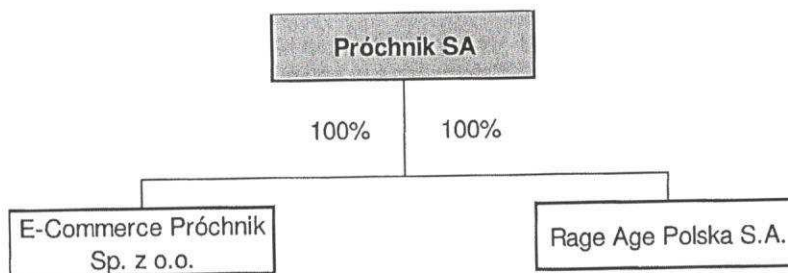 Próchnik SA
100% 100%
E-Commerce Próchnik
Sp. z o.o.
Rage Age Polska S.A.